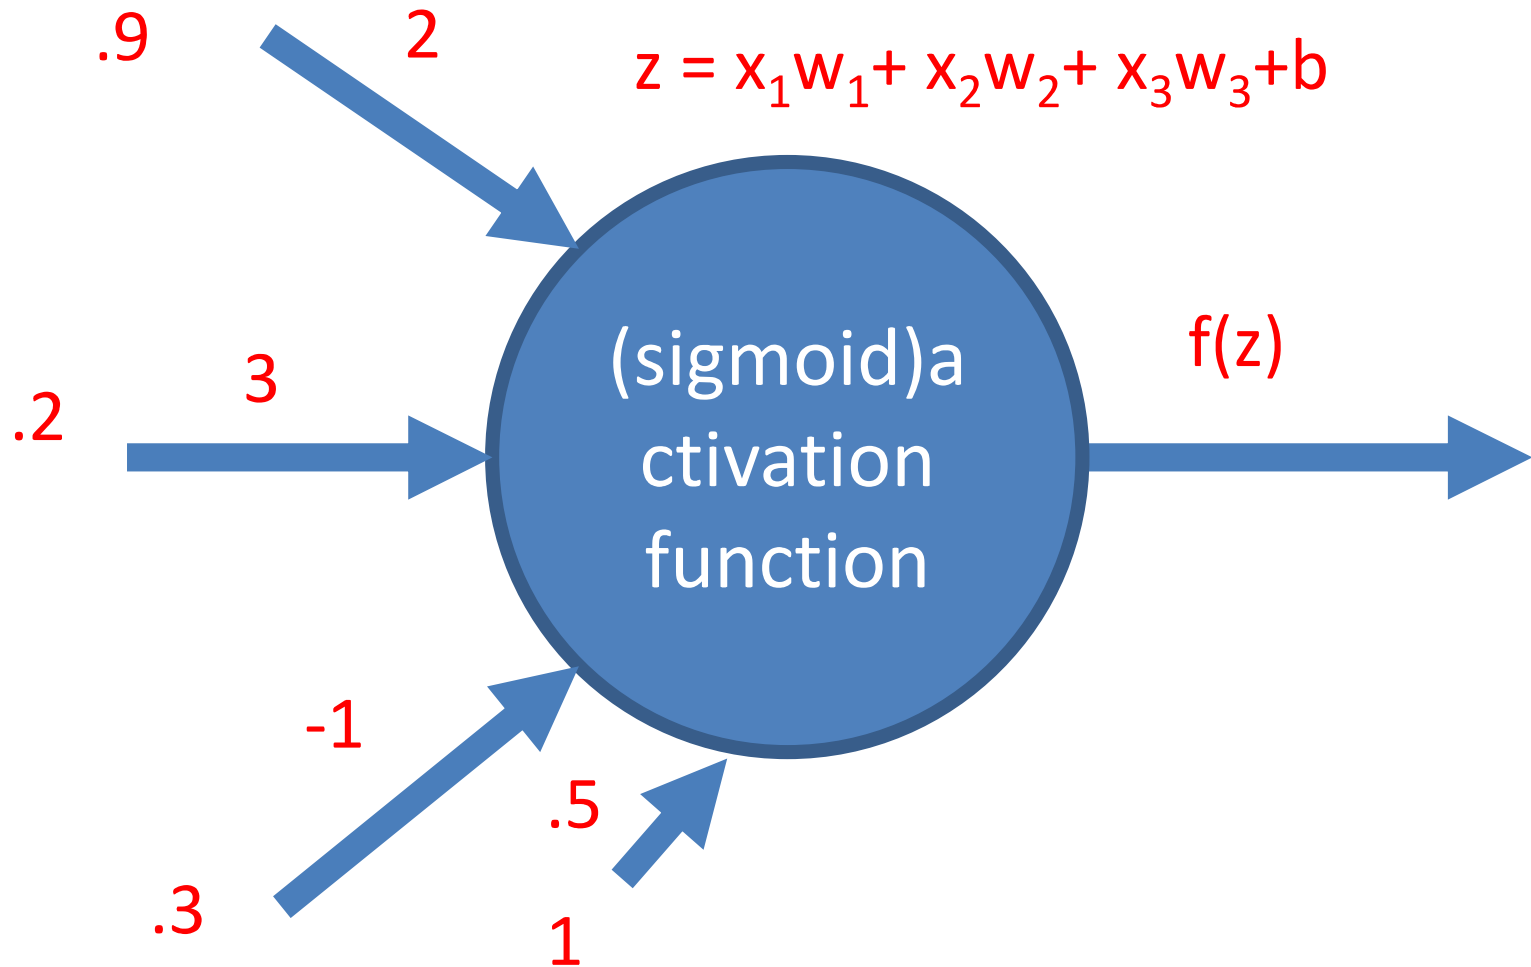 .9
2
z = x₁w₁+ x₂w₂+ x₃w₃+b
(sigmoid)a
ctivation
function
f(z)
3
.2
-1
.5
.3
1